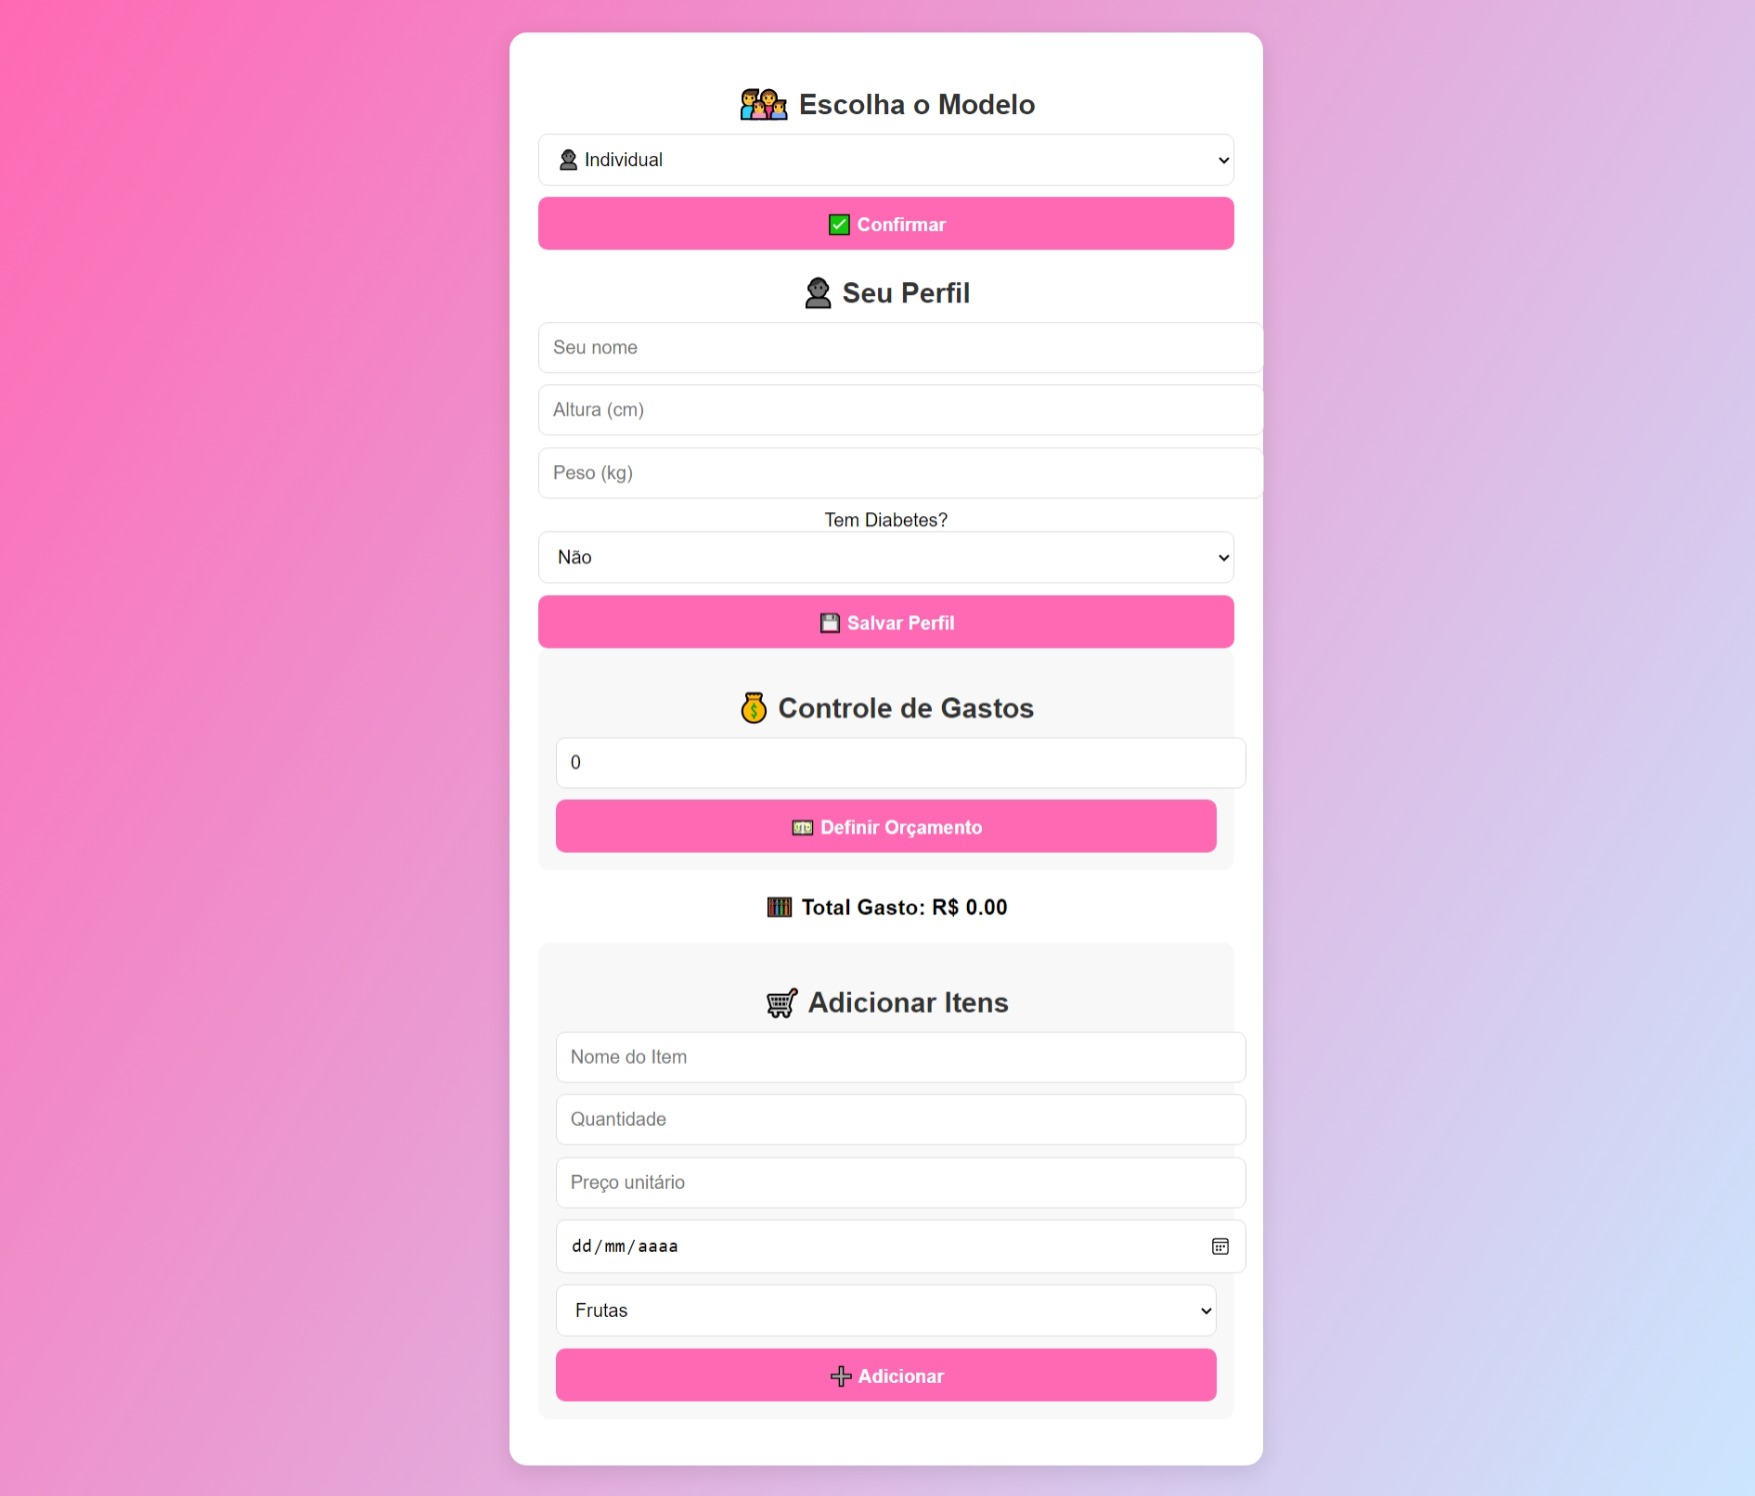 Escolha o Modelo
Individual
Confirmar
Seu Perfil
Seu nome
Altura (cm)
Peso (kg)
Tem Diabetes?
Não
Salvar Perfil
Controle de Gastos
0
Definir Orçamento
Total Gasto: R$ 0.00
Adicionar Itens
Nome do Item
Quantidade
Preço unitário
dd/mm/aaaa
Frutas
Adicionar